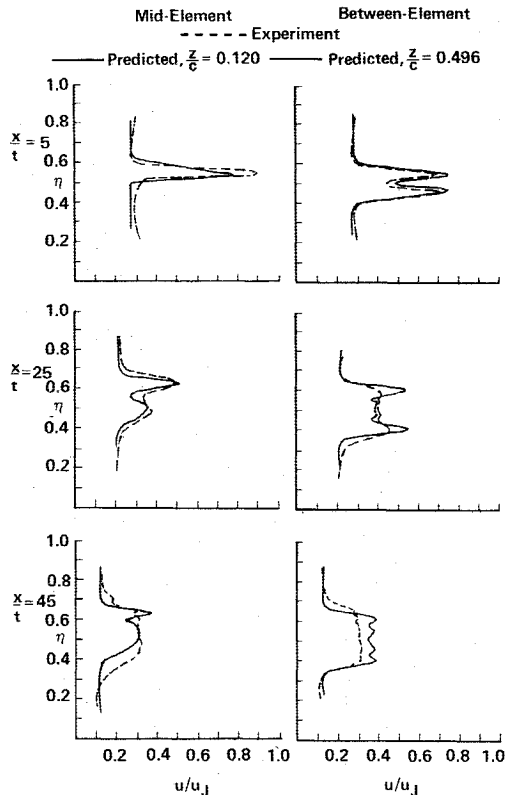 Mid-Element Between-Element
Experiment
Predicted, z/c = 0.120 Predicted, z/c = 0.496
x/t = 5
1.0
0.8
0.6
η
0.4
0.2
x/t = 25
1.0
0.8
0.6
η
0.4
0.2
x/t = 45
1.0
0.8
0.6
η
0.4
0.2
0.2 0.4 0.6 0.8 1.0 0.2 0.4 0.6 0.8 1.0
u/uJ u/uJ